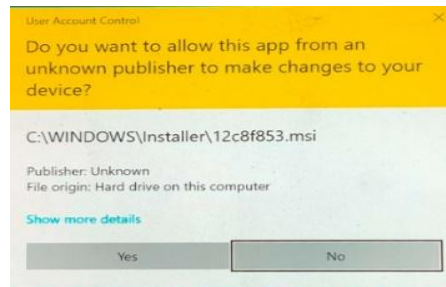 User Account Control
Do you want to allow this app from an
unknown publisher to make changes to your
device?
C:\WINDOWS\Installer\12c8f853.msi
Publisher: Unknown
File origin: Hard drive on this computer
Show more details
Yes No